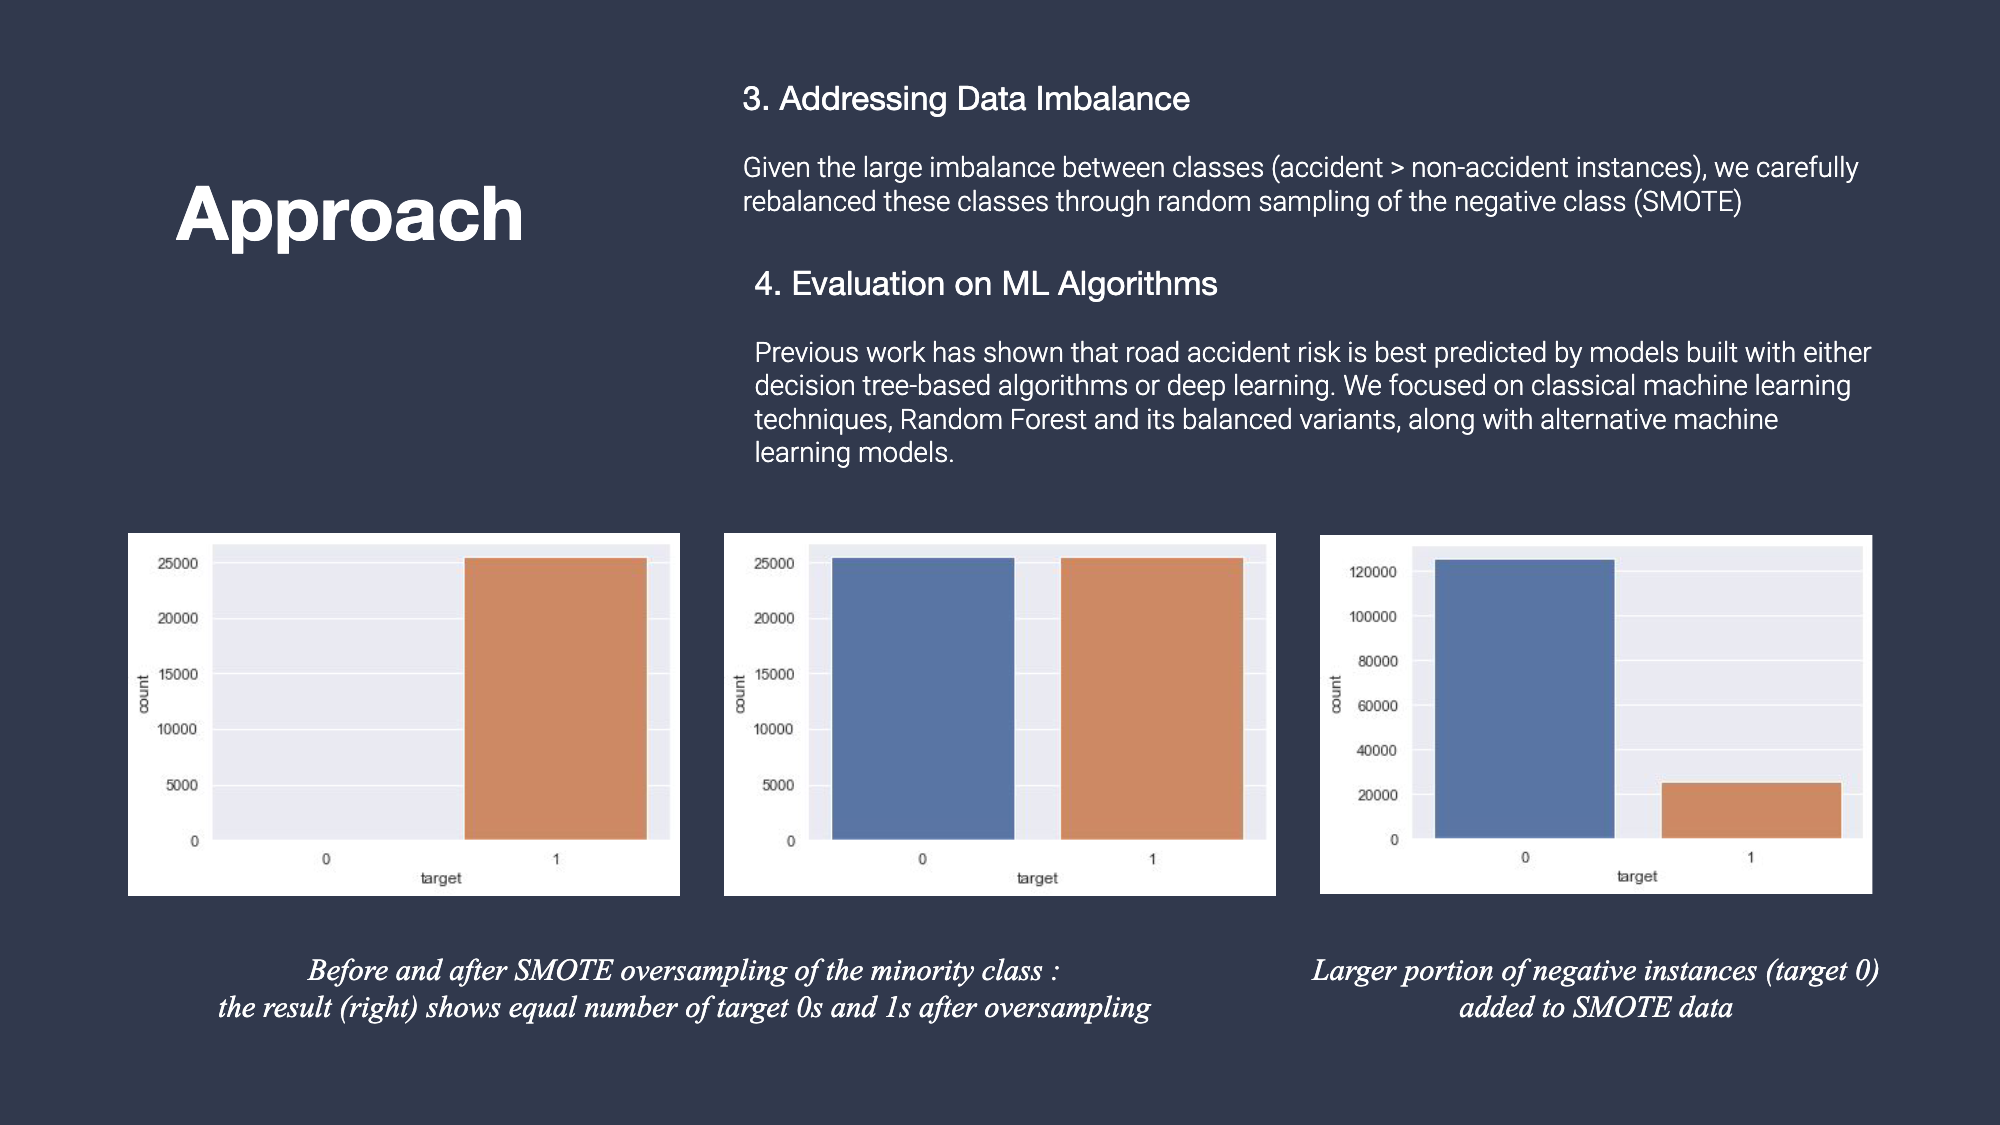 Approach
3. Addressing Data Imbalance
Given the large imbalance between classes (accident > non-accident instances), we carefully
rebalanced these classes through random sampling of the negative class (SMOTE)
4. Evaluation on ML Algorithms
Previous work has shown that road accident risk is best predicted by models built with either
decision tree-based algorithms or deep learning. We focused on classical machine learning
techniques, Random Forest and its balanced variants, along with alternative machine
learning models.
25000
20000
15000
10000
5000
0
count
0 1
target
25000
20000
15000
10000
5000
0
count
0 1
target
120000
100000
80000
60000
40000
20000
0
count
0 1
target
Before and after SMOTE oversampling of the minority class :
the result (right) shows equal number of target 0s and 1s after oversampling
Larger portion of negative instances (target 0)
added to SMOTE data